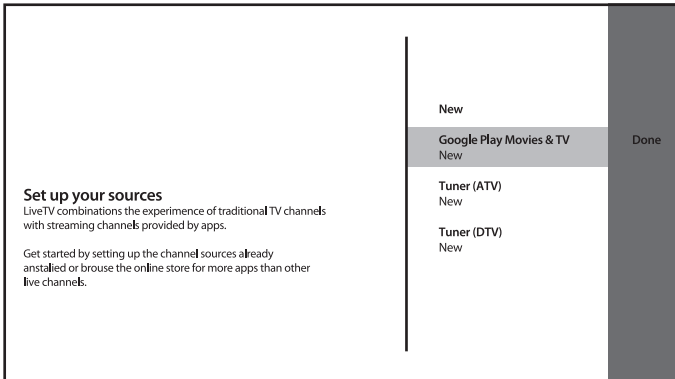 Set up your sources
LiveTV combinations the experimence of traditional TV channels
with streaming channels provided by apps.
Get started by setting up the channel sources already
anstalied or brouse the online store for more apps than other
live channels.
New
Google Play Movies & TV
New
Tuner (ATV)
New
Tuner (DTV)
New
Done